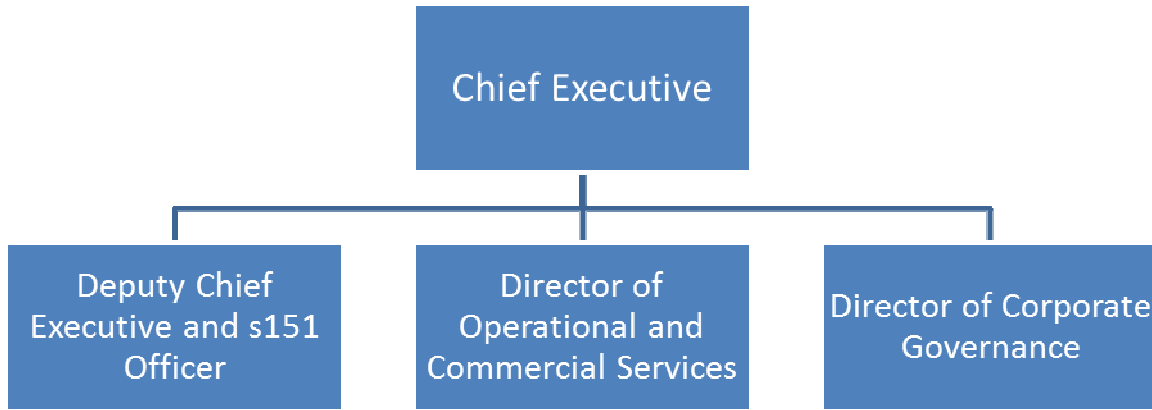 Chief Executive
Deputy Chief
Executive and s151
Officer
Director of
Operational and
Commercial Services
Director of Corporate
Governance